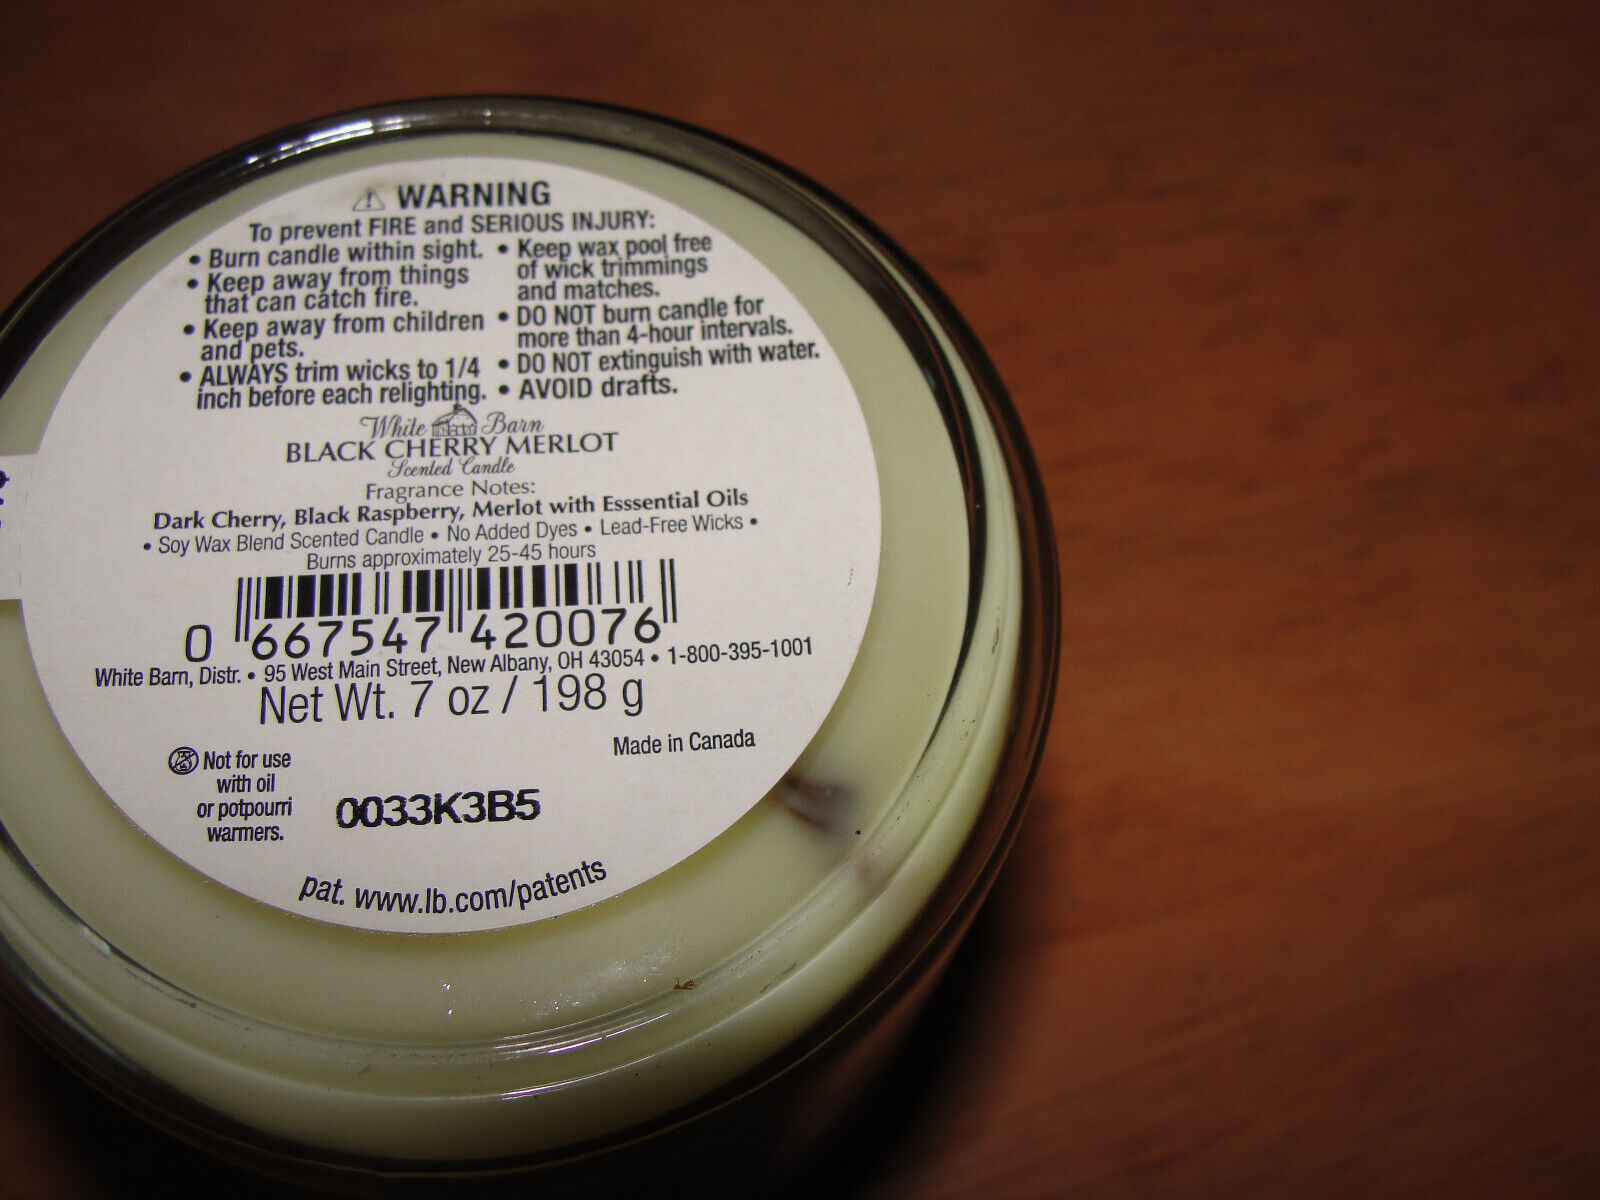 WARNING
To prevent FIRE and SERIOUS INJURY:
• Burn candle within sight.
• Keep away from things
that can catch fire.
• Keep away from children
and pets.
• ALWAYS trim wicks to 1/4
inch before each relighting.
• Keep wax pool free
of wick trimmings
and matches.
• DO NOT burn candle for
more than 4-hour intervals.
• DO NOT extinguish with water.
• AVOID drafts.
White Barn
BLACK CHERRY MERLOT
Scented Candle
Fragrance Notes:
Dark Cherry, Black Raspberry, Merlot with Esssential Oils
• Soy Wax Blend Scented Candle • No Added Dyes • Lead-Free Wicks •
Burns approximately 25-45 hours
0 667547 420076
White Barn, Distr. • 95 West Main Street, New Albany, OH 43054 • 1-800-395-1001
Net Wt. 7 oz / 198 g
Made in Canada
Not for use
with oil
or potpourri
warmers.
0033K3B5
pat. www.lb.com/patents